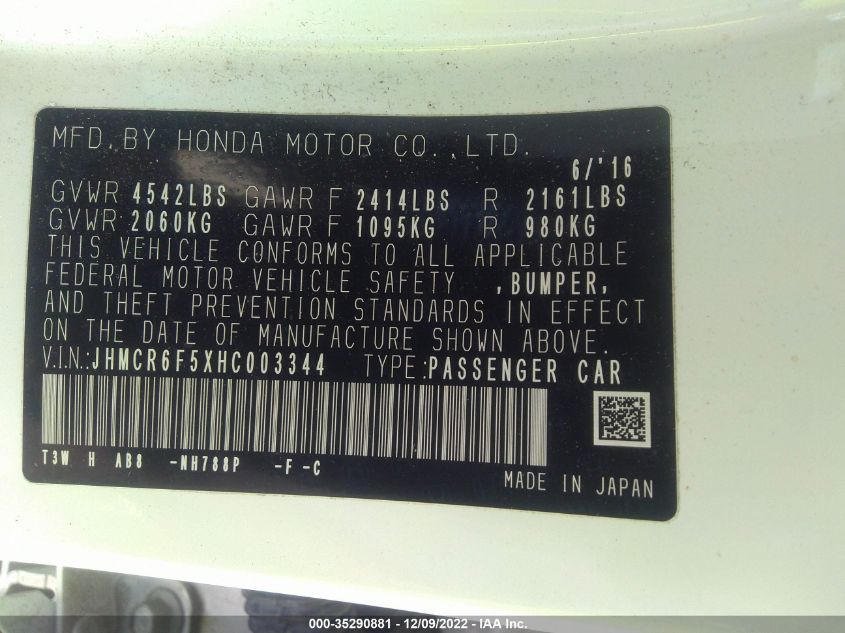 MFD.BY HONDA MOTOR CO.,LTD.
6/'16
GVWR 4542LBS GAWR F 2414LBS R 2161LBS
GVWR 2060KG GAWR F 1095KG R 980KG
THIS VEHICLE CONFORMS TO ALL APPLICABLE
FEDERAL MOTOR VEHICLE SAFETY ,BUMPER,
AND THEFT PREVENTION STANDARDS IN EFFECT
ON THE DATE OF MANUFACTURE SHOWN ABOVE.
V.I.N.:JHMCR6F5XHC003344 TYPE:PASSENGER CAR
T3W H AB8 -NH788P -F -C
MADE IN JAPAN
000-35290881 - 12/09/2022 - IAA Inc.